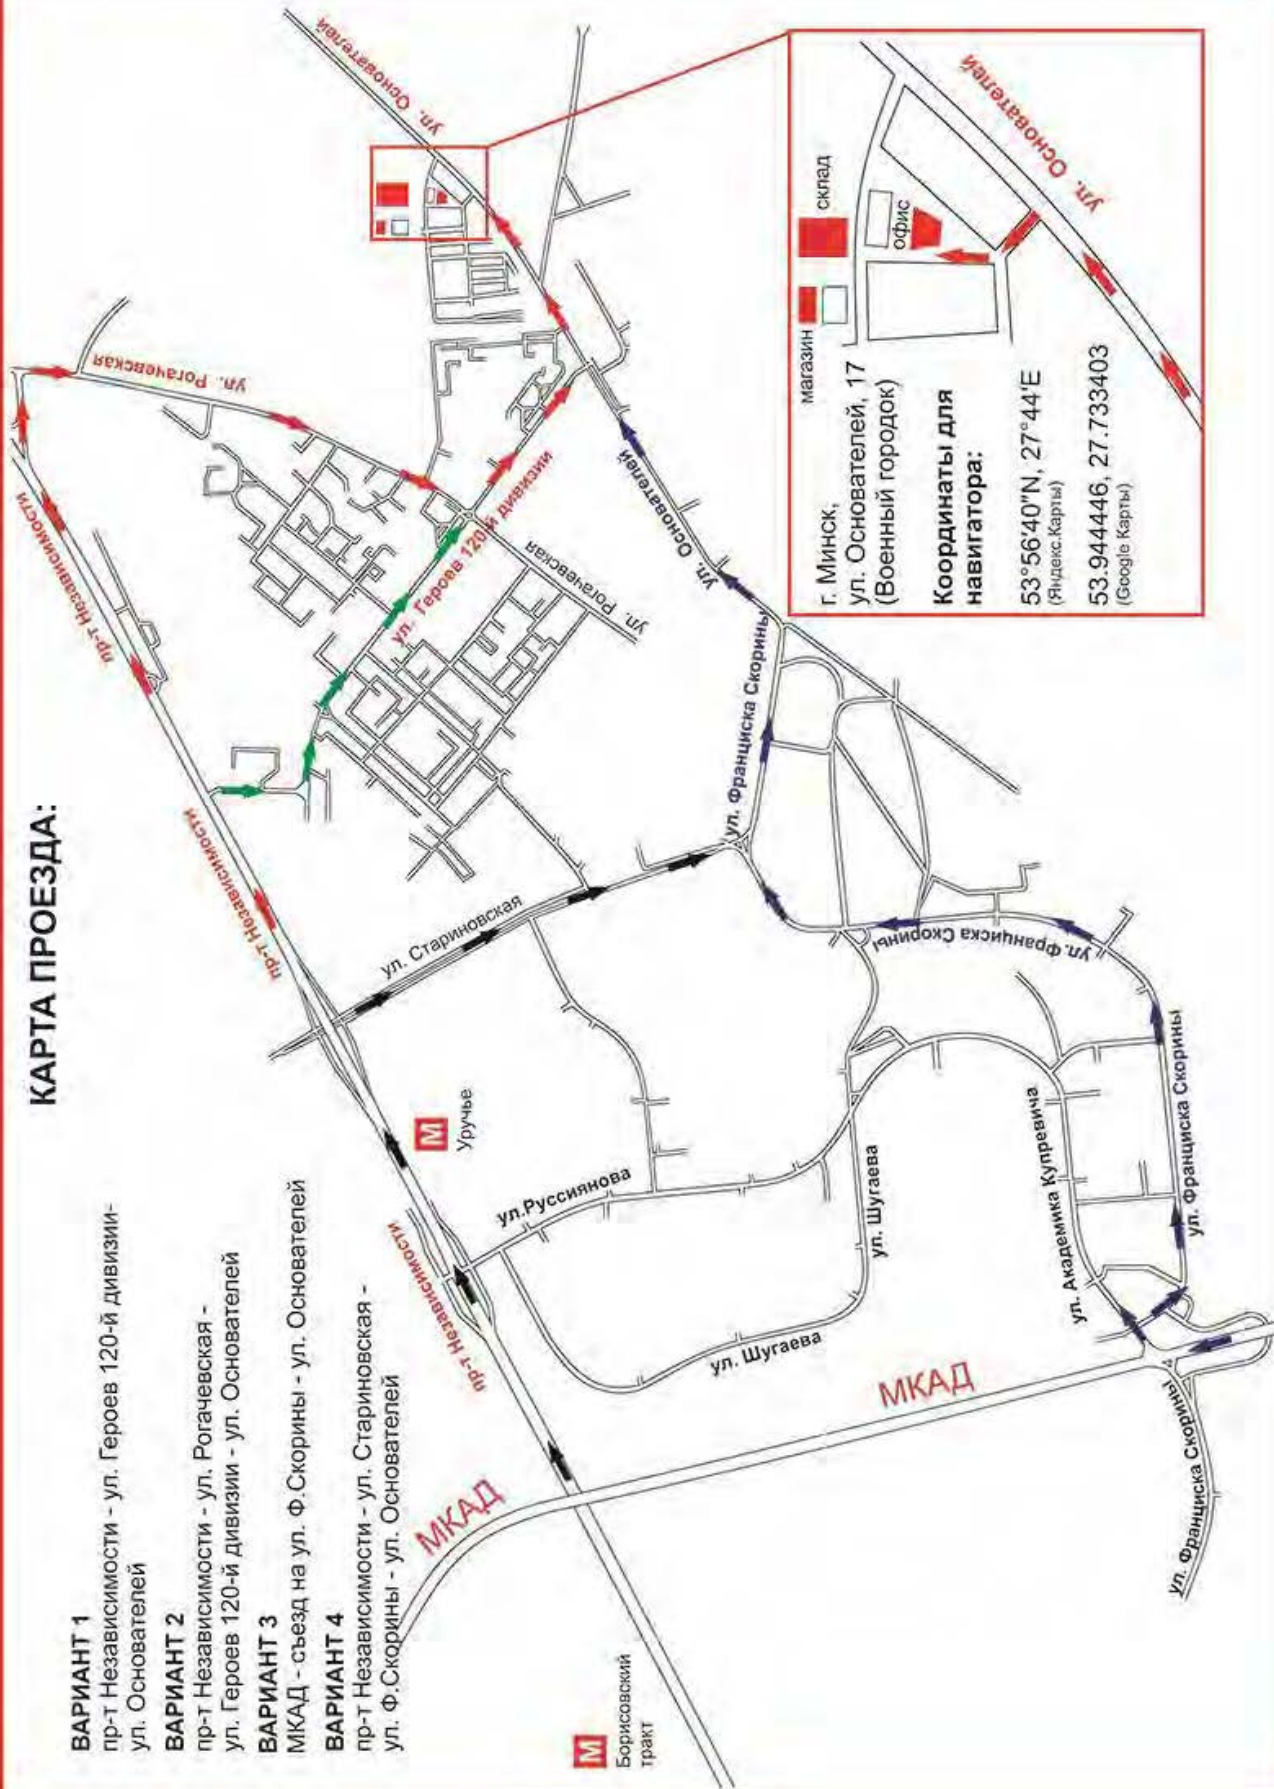 КАРТА ПРОЕЗДА:
ВАРИАНТ 1
пр-т Независимости - ул. Героев 120-й дивизии-
ул. Основателей
ВАРИАНТ 2
пр-т Независимости - ул. Рогачевская -
ул. Героев 120-й дивизии - ул. Основателей
ВАРИАНТ 3
МКАД - съезд на ул. Ф.Скорины - ул. Основателей
ВАРИАНТ 4
пр-т Независимости - ул. Стариновская -
ул. Ф.Скорины - ул. Основателей
М
Борисовский
тракт
МКАД
МКАД
пр-т Независимости
М
Уручье
ул.Руссиянова
ул. Шугаева
ул. Шугаева
ул. Академика Купревича
ул. Франциска Скорины
ул. Франциска Скорины
ул. Франциска Скорины
ул. Франциска Скорины
ул. Стариновская
пр-т Независимости
пр-т Независимости
пр-т Независимости
ул. Рогачевская
ул. Рогачевская
ул. Героев 120-й дивизии
ул. Основателей
ул. Основателей
магазин
склад
офис
ул. Основателей
г. Минск,
ул. Основателей, 17
(Военный городок)
Координаты для
навигатора:
53°56'40"N, 27°44'E
(Яндекс.Карты)
53.944446, 27.733403
(Google Карты)